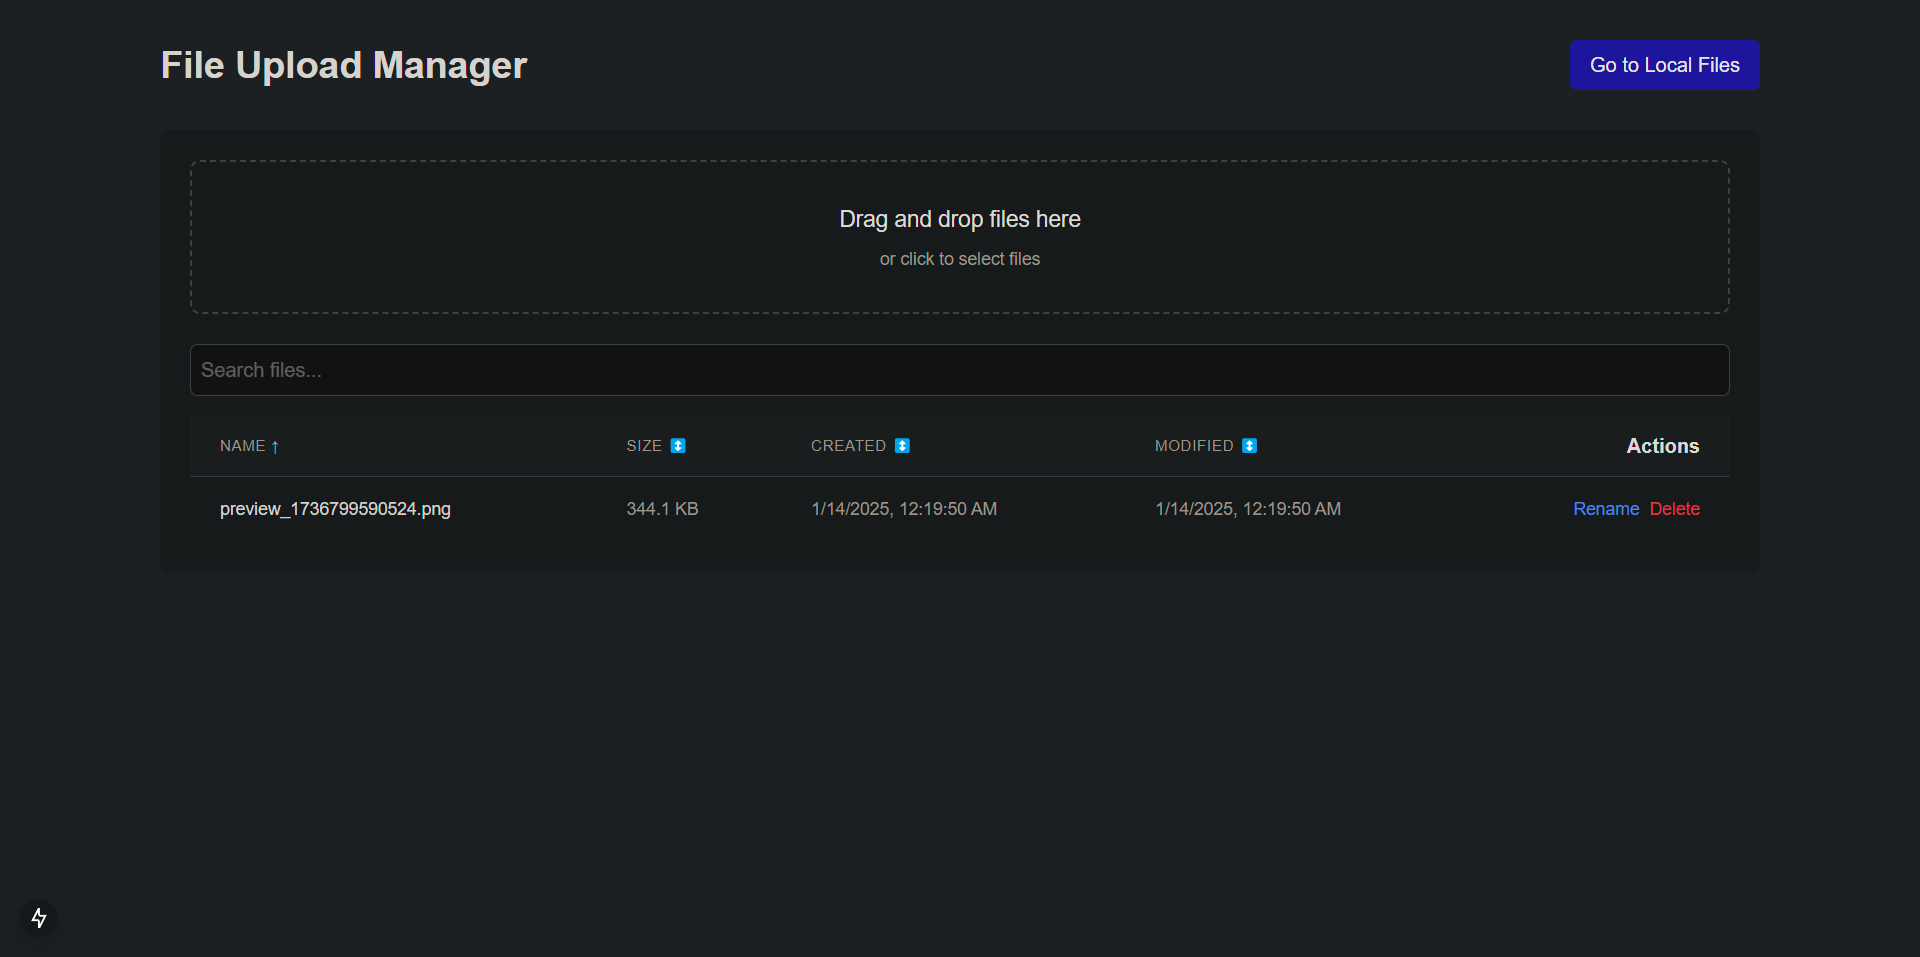 File Upload Manager
Go to Local Files
Drag and drop files here
or click to select files
Search files...
NAME ↑ SIZE ↕ CREATED ↕ MODIFIED ↕ Actions
preview_1736799590524.png 344.1 KB 1/14/2025, 12:19:50 AM 1/14/2025, 12:19:50 AM Rename Delete